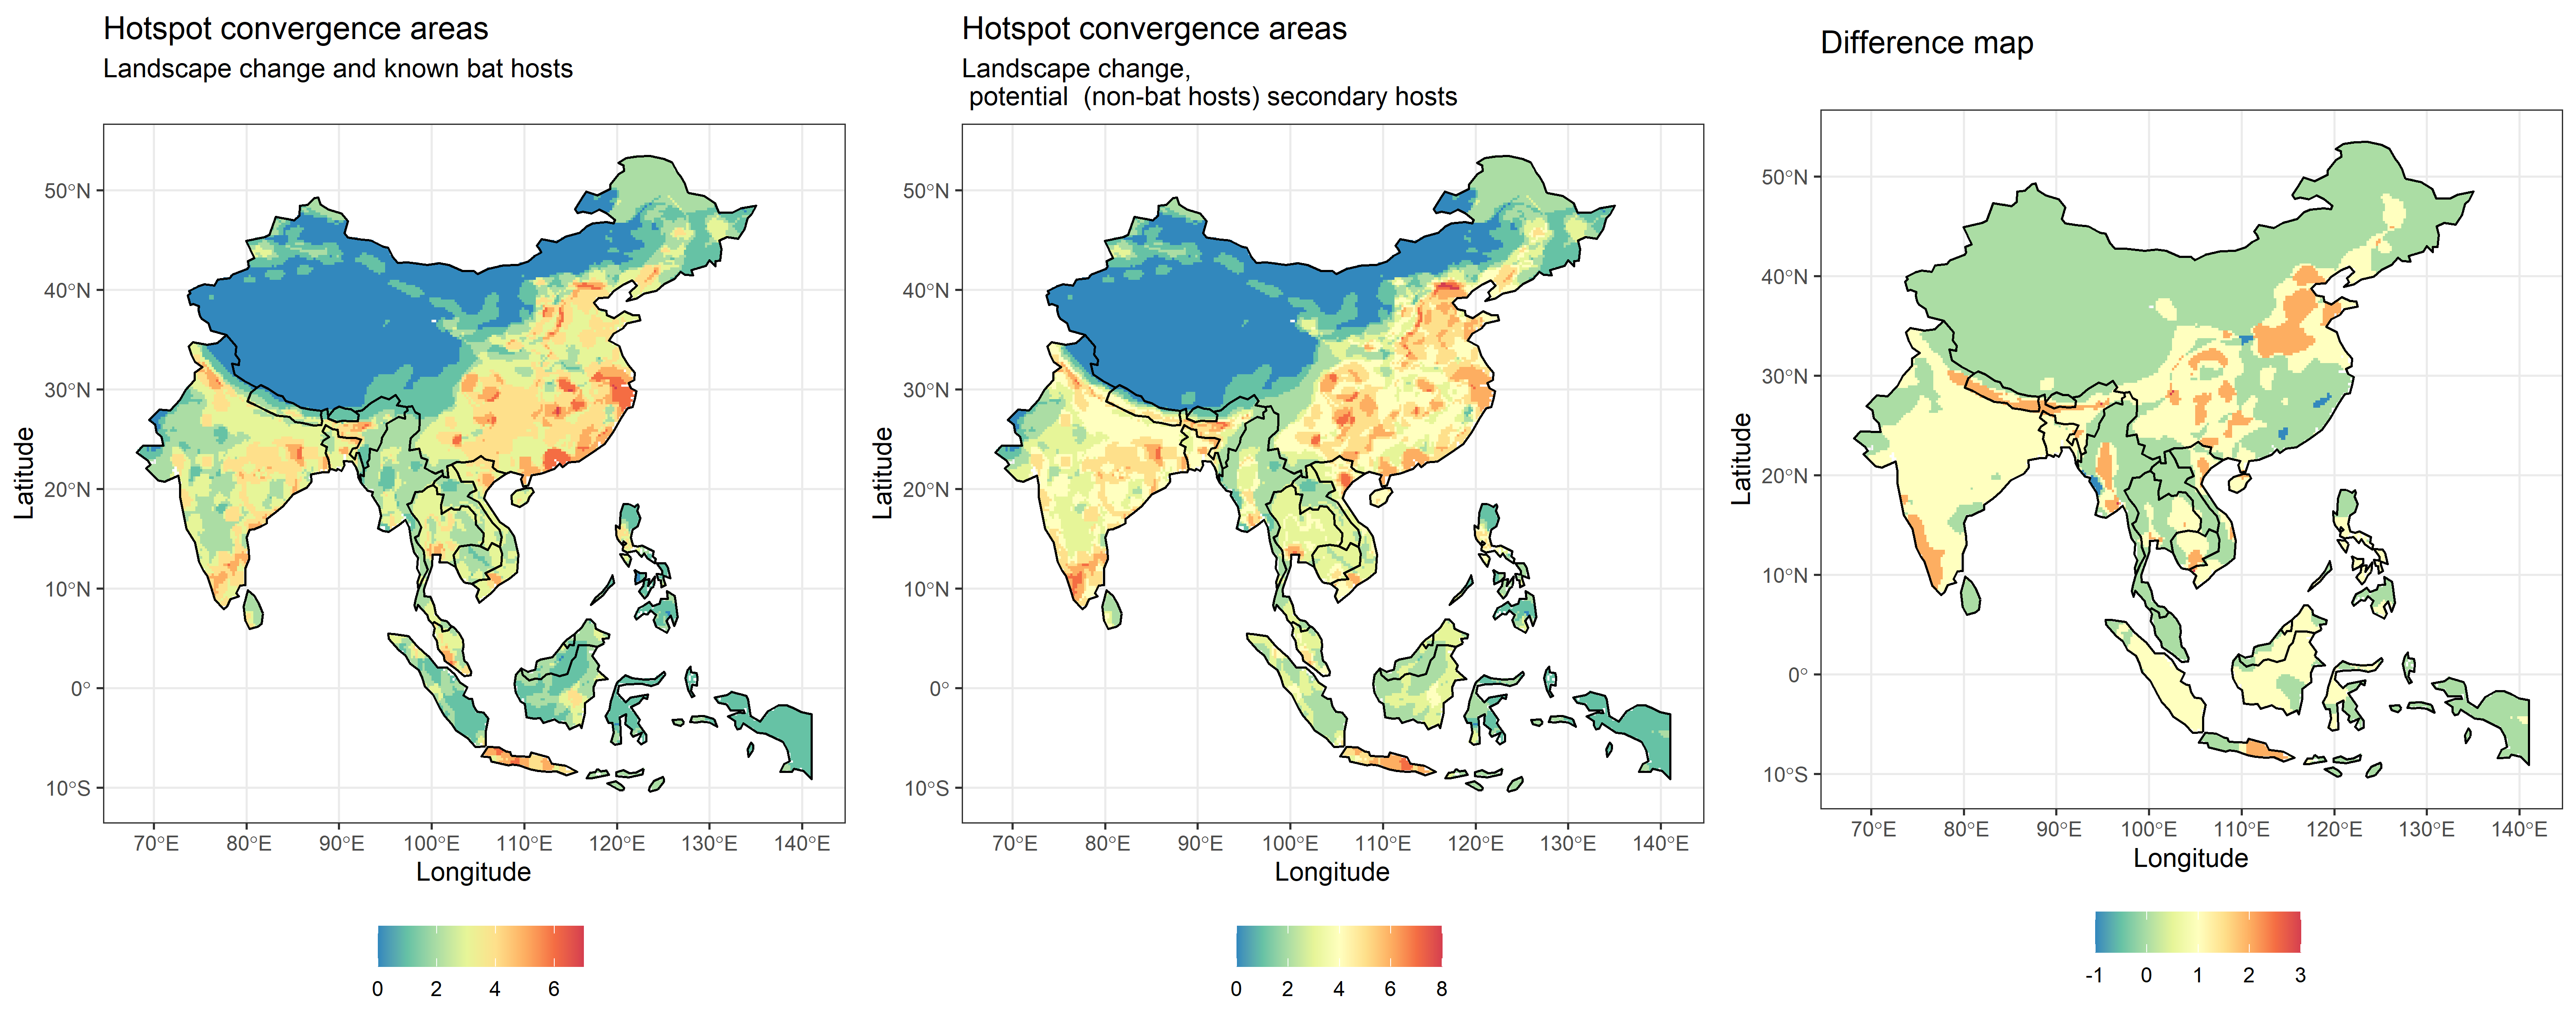 Hotspot convergence areas
Landscape change and known bat hosts
50°N
40°N
30°N
20°N
10°N
0°
10°S
Latitude
70°E 80°E 90°E 100°E 110°E 120°E 130°E 140°E
Longitude
0 2 4 6
Hotspot convergence areas
Landscape change,
potential (non-bat hosts) secondary hosts
50°N
40°N
30°N
20°N
10°N
0°
10°S
Latitude
70°E 80°E 90°E 100°E 110°E 120°E 130°E 140°E
Longitude
0 2 4 6 8
Difference map
50°N
40°N
30°N
20°N
10°N
0°
10°S
Latitude
70°E 80°E 90°E 100°E 110°E 120°E 130°E 140°E
Longitude
-1 0 1 2 3